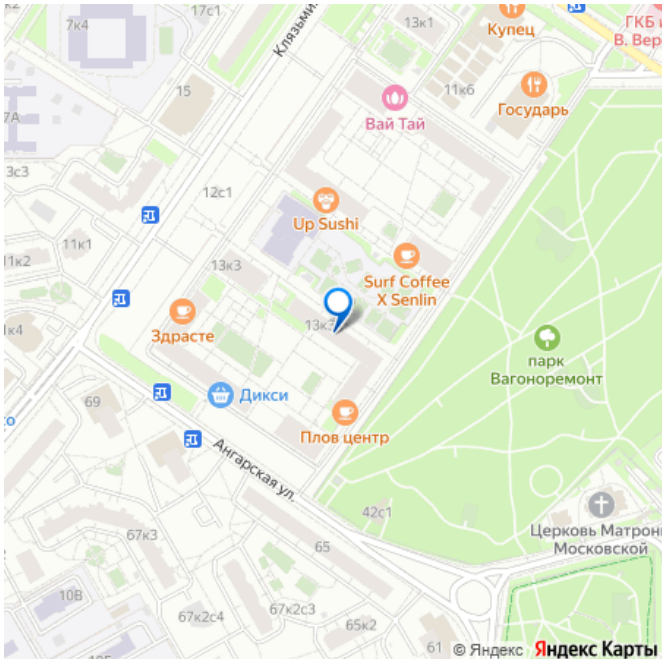 17с1
7к4
Клязьми
13к1
Купец
ГКБ и
В. Вер
15
11к6
Государь
Вай Тай
7А
3с3
12с1
Up Sushi
11к1
11к2
13к3
Surf Coffee
X Senlin
1к4
Здрасте
13к3
парк
Вагоноремонт
69
Дикси
Плов центр
Ангарская ул.
42с1
67к3
65
Церковь Матрон
Московской
10В
67к2с4
67к2с3
65к2
61
© Яндекс Яндекс Карты